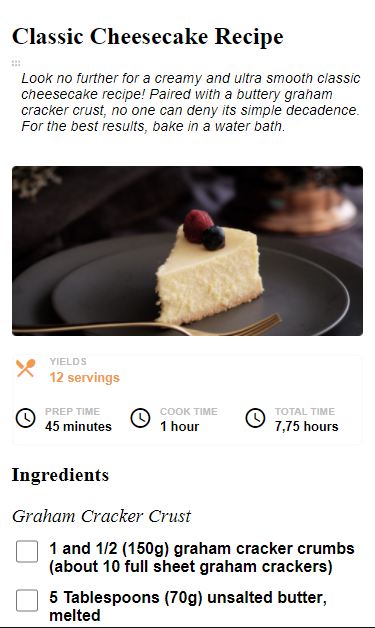 Classic Cheesecake Recipe
Look no further for a creamy and ultra smooth classic
cheesecake recipe! Paired with a buttery graham
cracker crust, no one can deny its simple decadence.
For the best results, bake in a water bath.
YIELDS
12 servings
PREP TIME
45 minutes
COOK TIME
1 hour
TOTAL TIME
7,75 hours
Ingredients
Graham Cracker Crust
1 and 1/2 (150g) graham cracker crumbs
(about 10 full sheet graham crackers)
5 Tablespoons (70g) unsalted butter,
melted